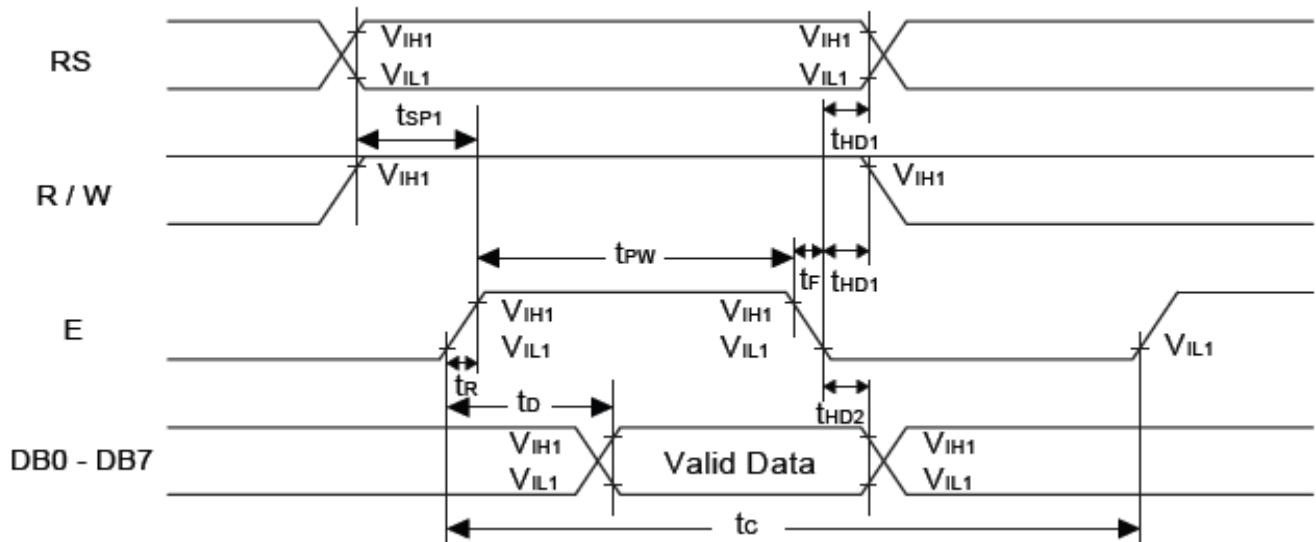 RS
VIH1
VIL1
VIH1
VIL1
tSP1
tHD1
R / W
VIH1
VIH1
tPW
tF
tHD1
E
VIH1
VIL1
VIH1
VIL1
VIL1
tR
tD
tHD2
DB0 - DB7
VIH1
VIL1
Valid Data
VIH1
VIL1
tC